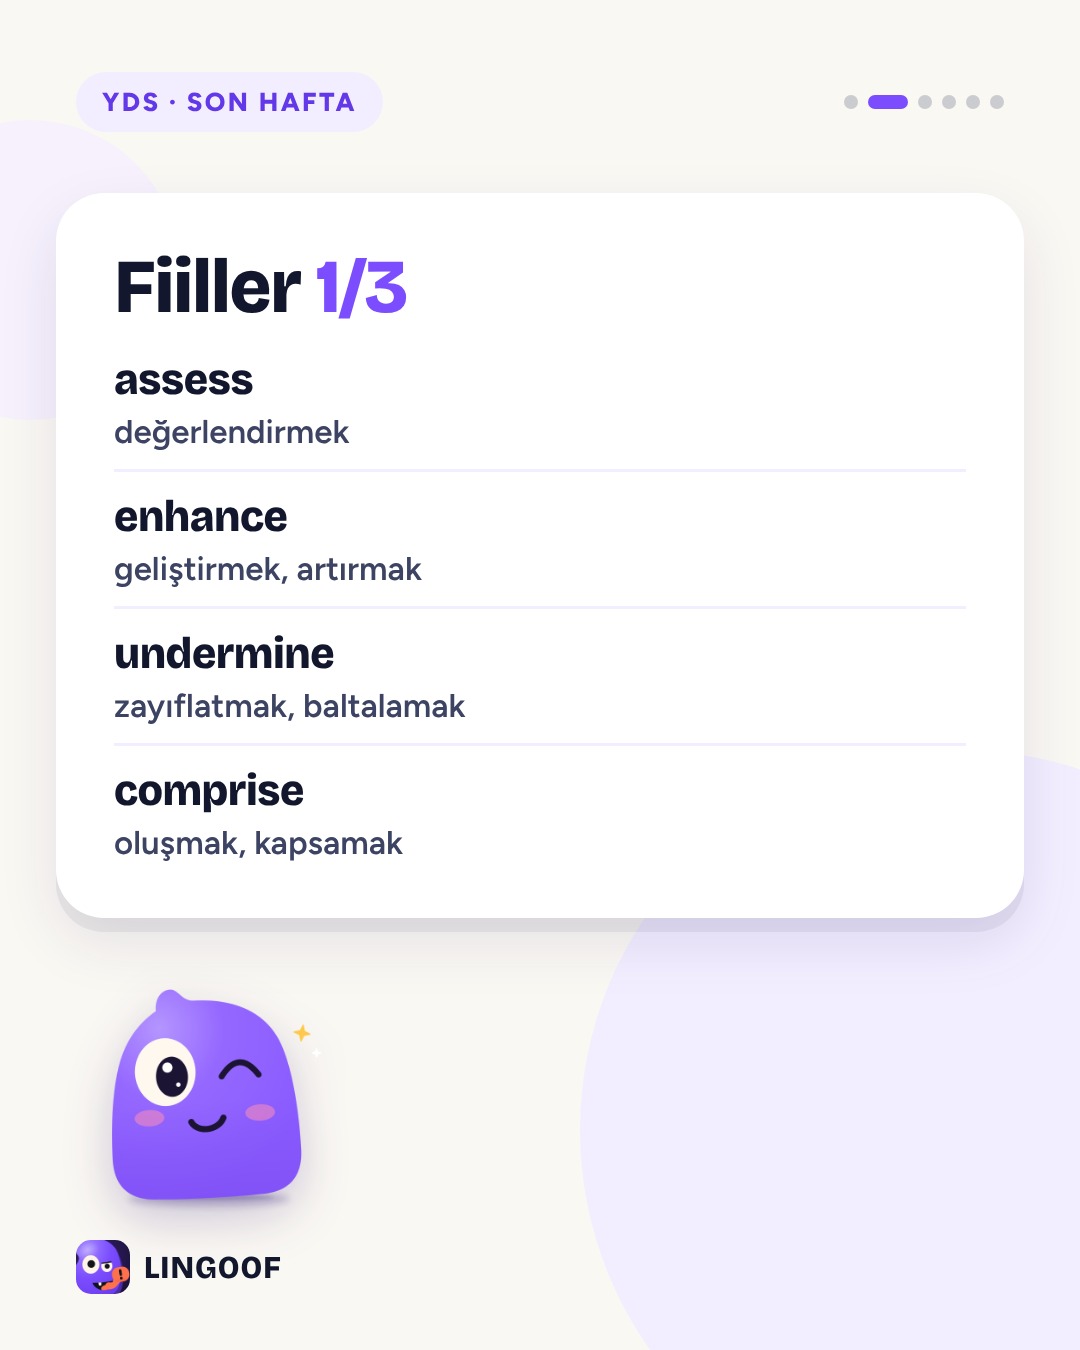 YDS · SON HAFTA
Fiiller 1/3
assess
değerlendirmek
enhance
geliştirmek, artırmak
undermine
zayıflatmak, baltalamak
comprise
oluşmak, kapsamak
LINGOOF